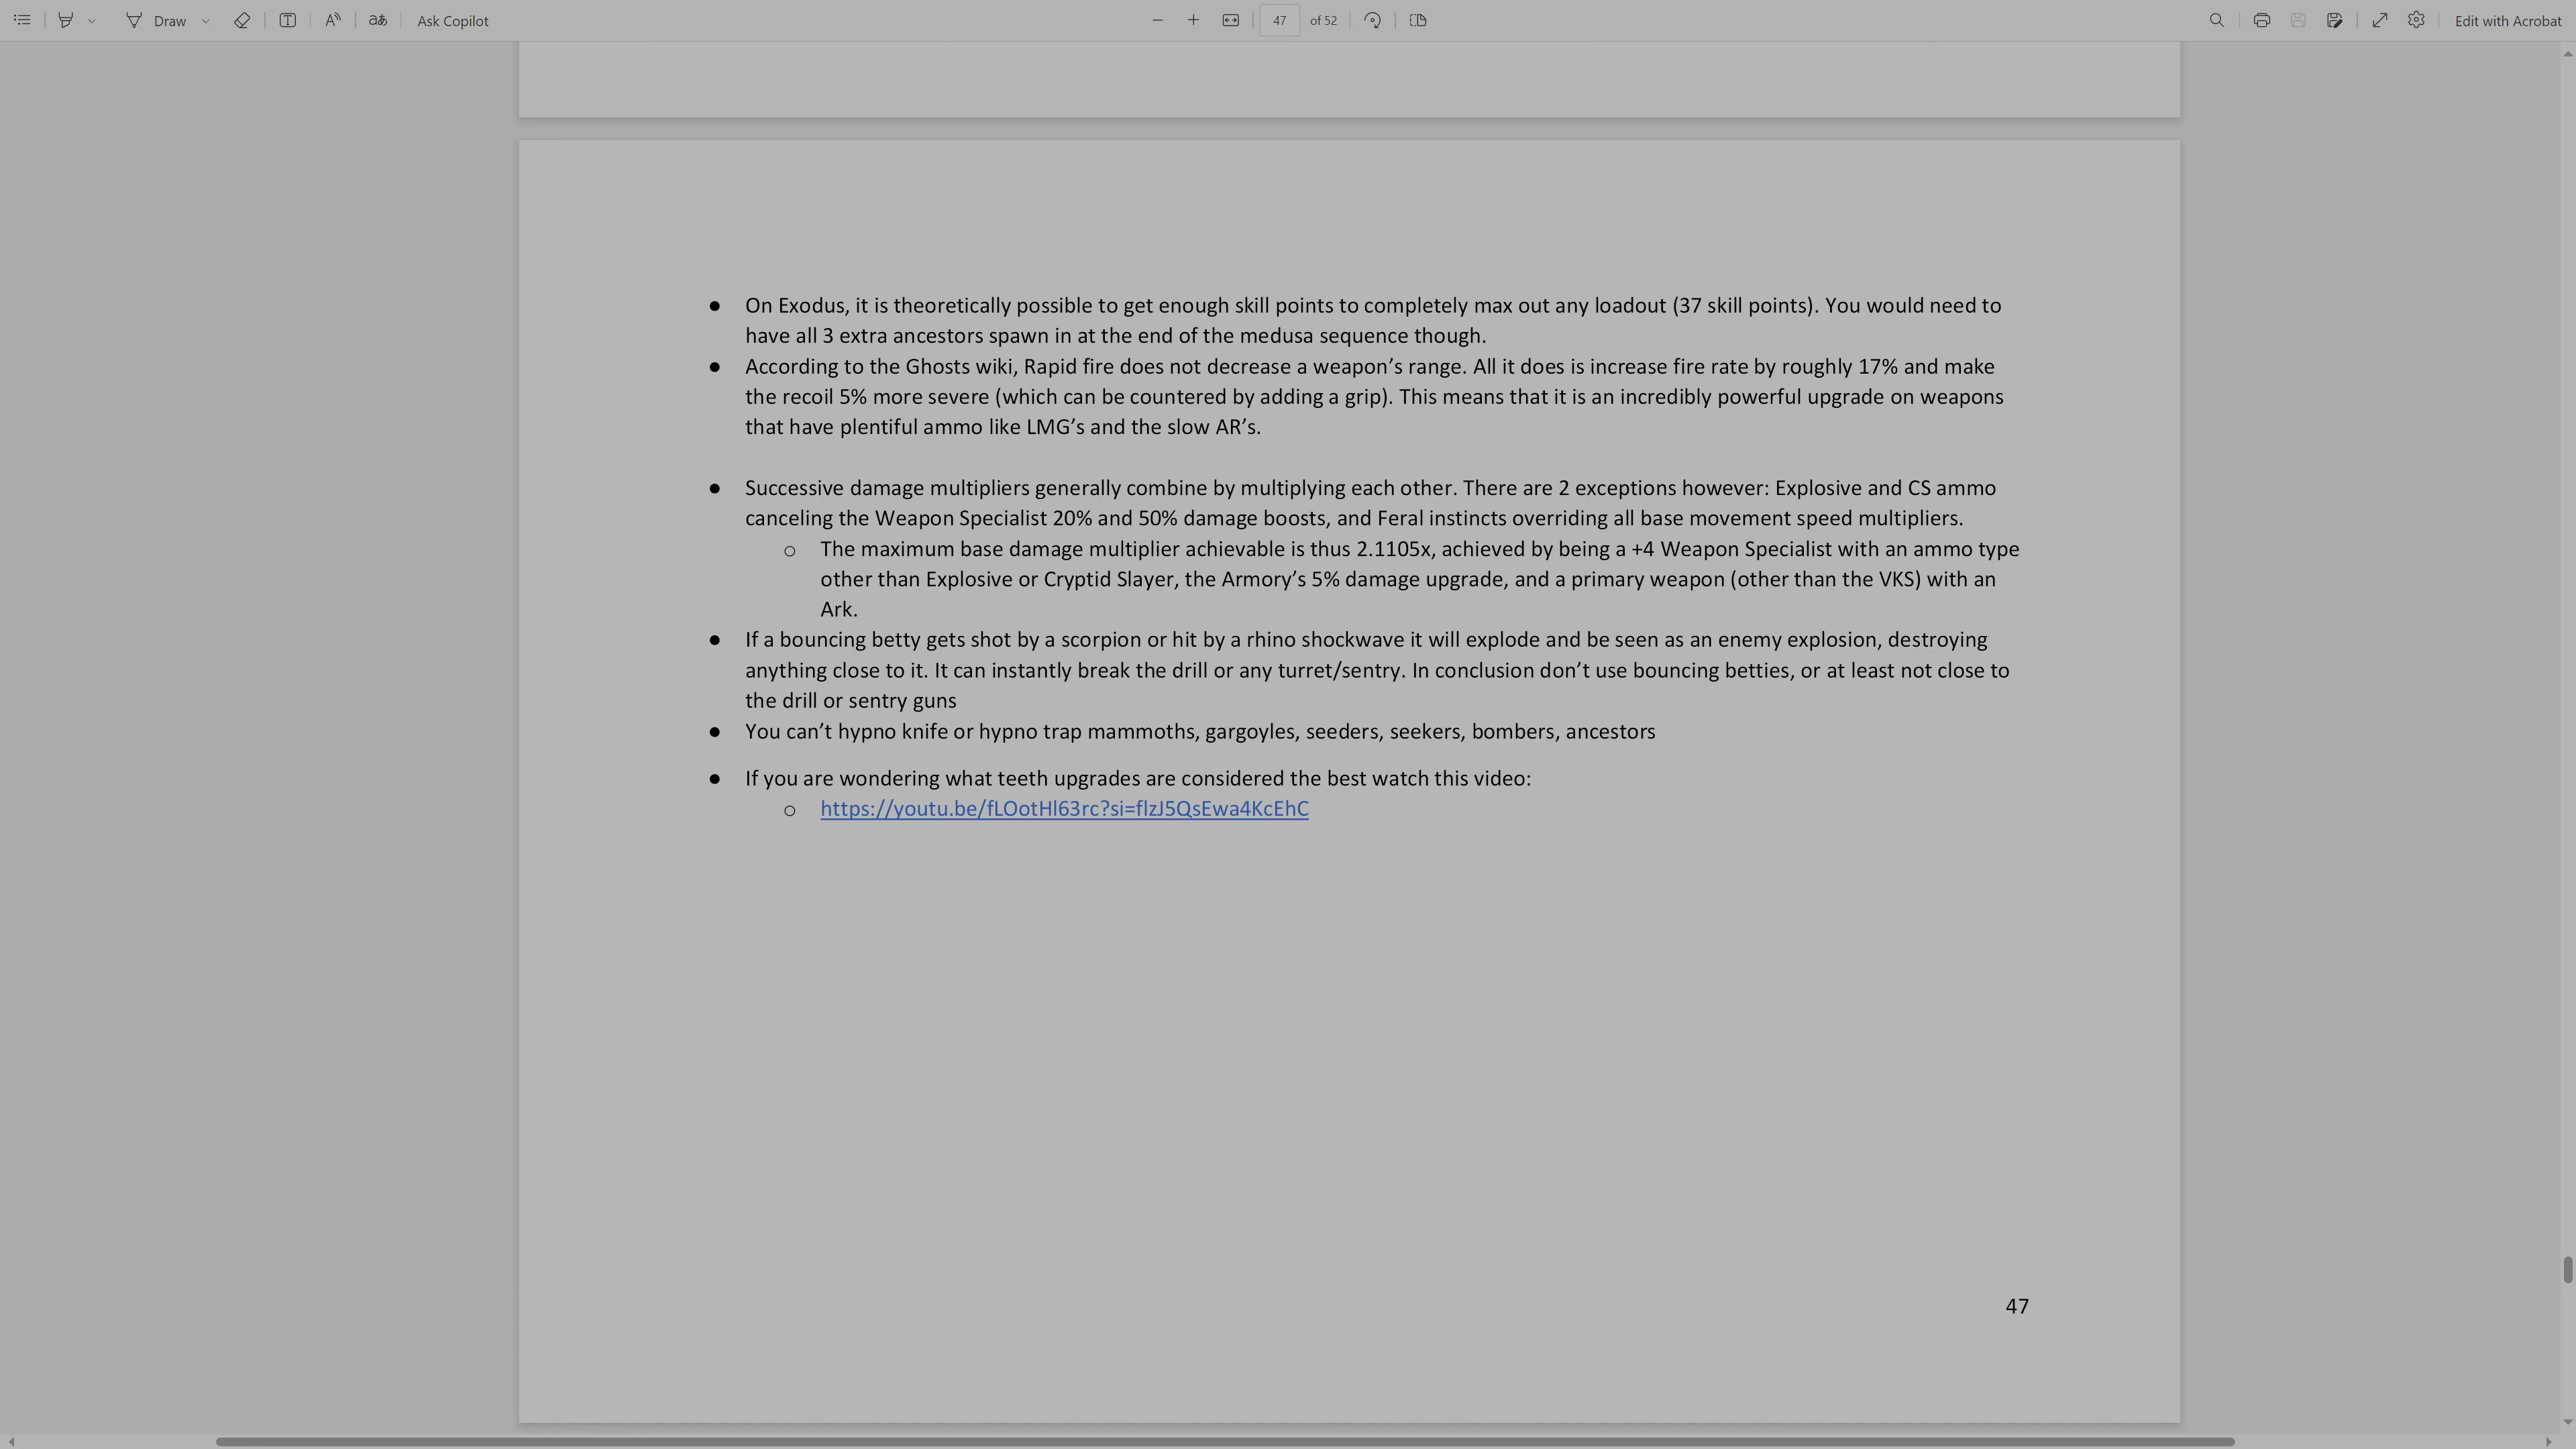 Draw
Ask Copilot
47 of 52
Edit with Acrobat
● On Exodus, it is theoretically possible to get enough skill points to completely max out any loadout (37 skill points). You would need to
have all 3 extra ancestors spawn in at the end of the medusa sequence though.
● According to the Ghosts wiki, Rapid fire does not decrease a weapon’s range. All it does is increase fire rate by roughly 17% and make
the recoil 5% more severe (which can be countered by adding a grip). This means that it is an incredibly powerful upgrade on weapons
that have plentiful ammo like LMG’s and the slow AR’s.
● Successive damage multipliers generally combine by multiplying each other. There are 2 exceptions however: Explosive and CS ammo
canceling the Weapon Specialist 20% and 50% damage boosts, and Feral instincts overriding all base movement speed multipliers.
○ The maximum base damage multiplier achievable is thus 2.1105x, achieved by being a +4 Weapon Specialist with an ammo type
other than Explosive or Cryptid Slayer, the Armory’s 5% damage upgrade, and a primary weapon (other than the VKS) with an
Ark.
● If a bouncing betty gets shot by a scorpion or hit by a rhino shockwave it will explode and be seen as an enemy explosion, destroying
anything close to it. It can instantly break the drill or any turret/sentry. In conclusion don’t use bouncing betties, or at least not close to
the drill or sentry guns
● You can’t hypno knife or hypno trap mammoths, gargoyles, seeders, seekers, bombers, ancestors
● If you are wondering what teeth upgrades are considered the best watch this video:
○ https://youtu.be/fLOotHl63rc?si=flzJ5QsEwa4KcEhC
47